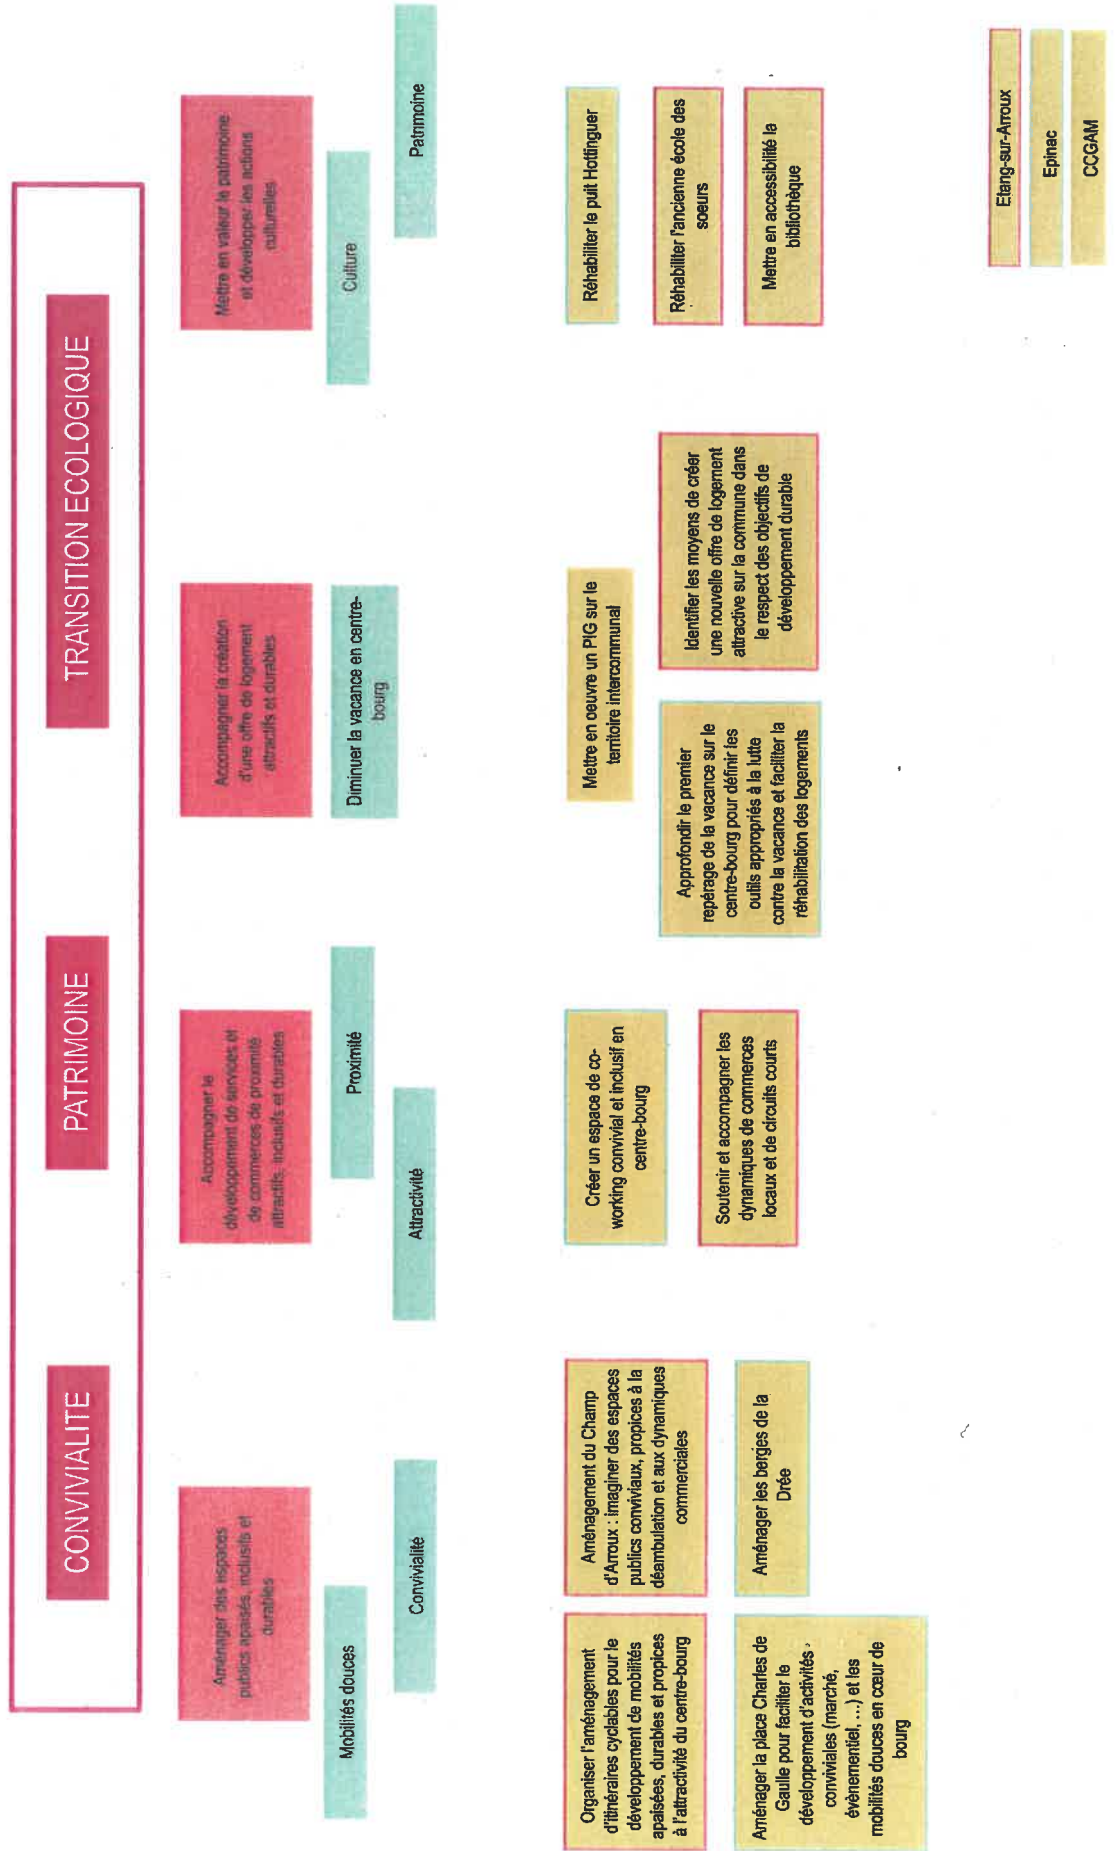 CONVIVIALITE
PATRIMOINE
TRANSITION ECOLOGIQUE
Aménager des espaces
publics apaisés, inclusifs et
durables
Mobilités douces
Convivialité
Accompagner le
développement de services et
de commerces de proximité
attractifs, inclusifs et durables
Proximité
Attractivité
Accompagner la création
d'une offre de logement
attractifs et durables
Diminuer la vacance en centre-
bourg
Mettre en valeur le patrimoine
et développer les actions
culturelles
Culture
Patrimoine
Organiser l'aménagement
d'itinéraires cyclables pour le
développement de mobilités
apaisées, durables et propices
à l'attractivité du centre-bourg
Aménagement du Champ
d'Arroux : imaginer des espaces
publics conviviaux, propices à la
déambulation et aux dynamiques
commerciales
Aménager la place Charles de
Gaulle pour faciliter le
développement d'activités
conviviales (marché,
évènementiel, ...) et les
mobilités douces en cœur de
bourg
Aménager les berges de la
Drée
Créer un espace de co-
working convivial et inclusif en
centre-bourg
Soutenir et accompagner les
dynamiques de commerces
locaux et de circuits courts
Mettre en oeuvre un PIG sur le
territoire intercommunal
Approfondir le premier
repérage de la vacance sur le
centre-bourg pour définir les
outils appropriés à la lutte
contre la vacance et faciliter la
réhabilitation des logements
Identifier les moyens de créer
une nouvelle offre de logement
attractive sur la commune dans
le respect des objectifs de
développement durable
Réhabiliter le puit Hottinguer
Réhabiliter l'ancienne école des
soeurs
Mettre en accessibilité la
bibliothèque
Etang-sur-Arroux
Epinac
CCGAM